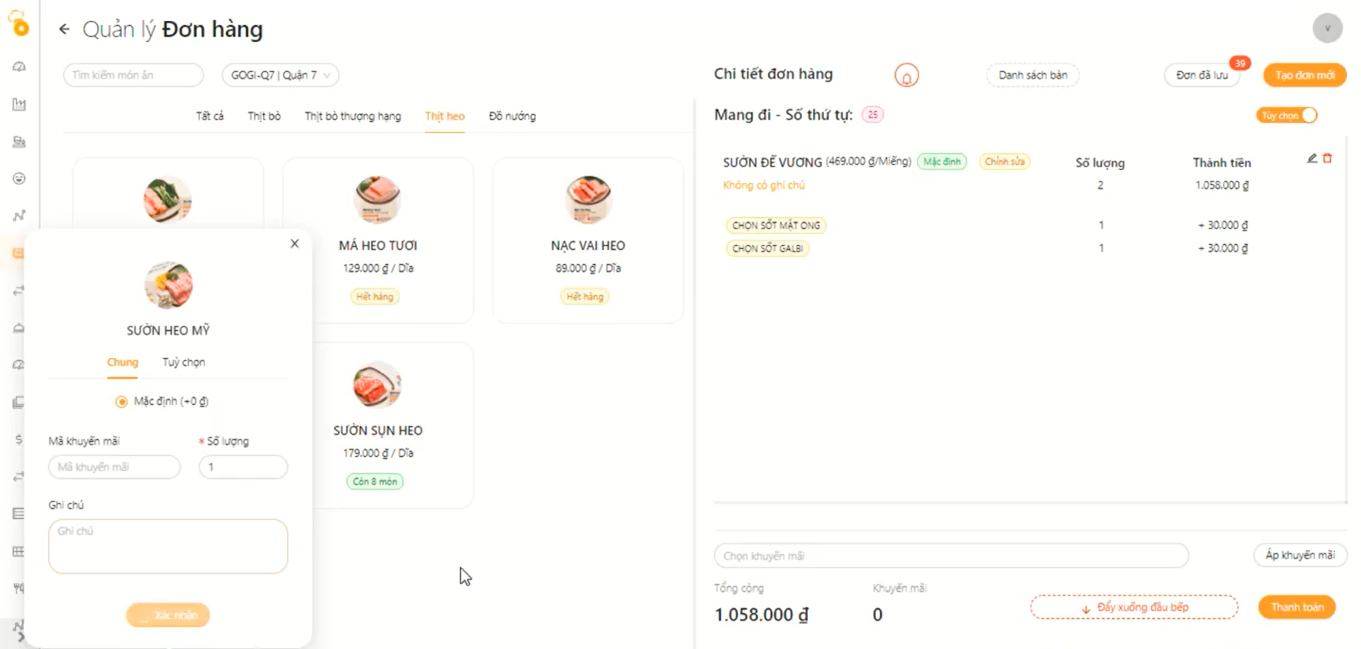 Quản lý Đơn hàng
V
Tìm kiếm món ăn
GOGI-Q7 | Quận 7
Tất cả
Thịt bò
Thịt bò thượng hạng
Thịt heo
Đồ nướng
MÁ HEO TƯƠI
129.000 ₫ / Dĩa
Hết hàng
NẠC VAI HEO
89.000 ₫ / Dĩa
Hết hàng
SƯỜN SỤN HEO
179.000 ₫ / Dĩa
Còn 8 món
X
SƯỜN HEO MỸ
Chung
Tuỳ chọn
Mặc định (+0 ₫)
Mã khuyến mãi
* Số lượng
Mã khuyến mãi
1
Ghi chú
Ghi chú
Xác nhận
Chi tiết đơn hàng
Danh sách bàn
Đơn đã lưu
39
Tạo đơn mới
Mang đi - Số thứ tự: 25
Tùy chọn
SƯỜN ĐẾ VƯƠNG (469.000 ₫/Miếng) Mặc định Chỉnh sửa
Số lượng
Thành tiền
Không có ghi chú
2
1.058.000 ₫
CHỌN SỐT MẬT ONG
1
+ 30.000 ₫
CHỌN SỐT GALBI
1
+ 30.000 ₫
Chọn khuyến mãi
Áp khuyến mãi
Tổng cộng
Khuyến mãi
1.058.000 ₫
0
Đẩy xuống đầu bếp
Thanh toán